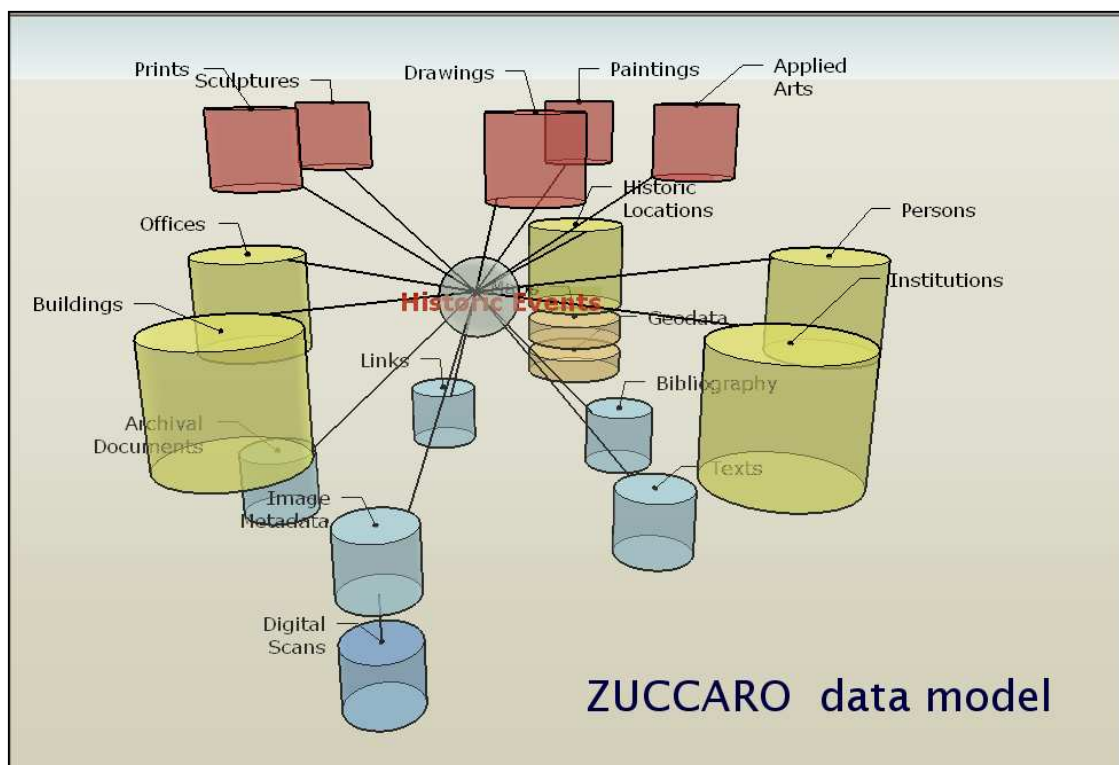 Prints
Sculptures
Drawings
Paintings
Applied
Arts
Historic
Locations
Offices
Persons
Institutions
Buildings
Maps
Historic Events
Geodata
Links
Bibliography
Archival
Documents
Texts
Image
Metadata
Digital
Scans
ZUCCARO data model